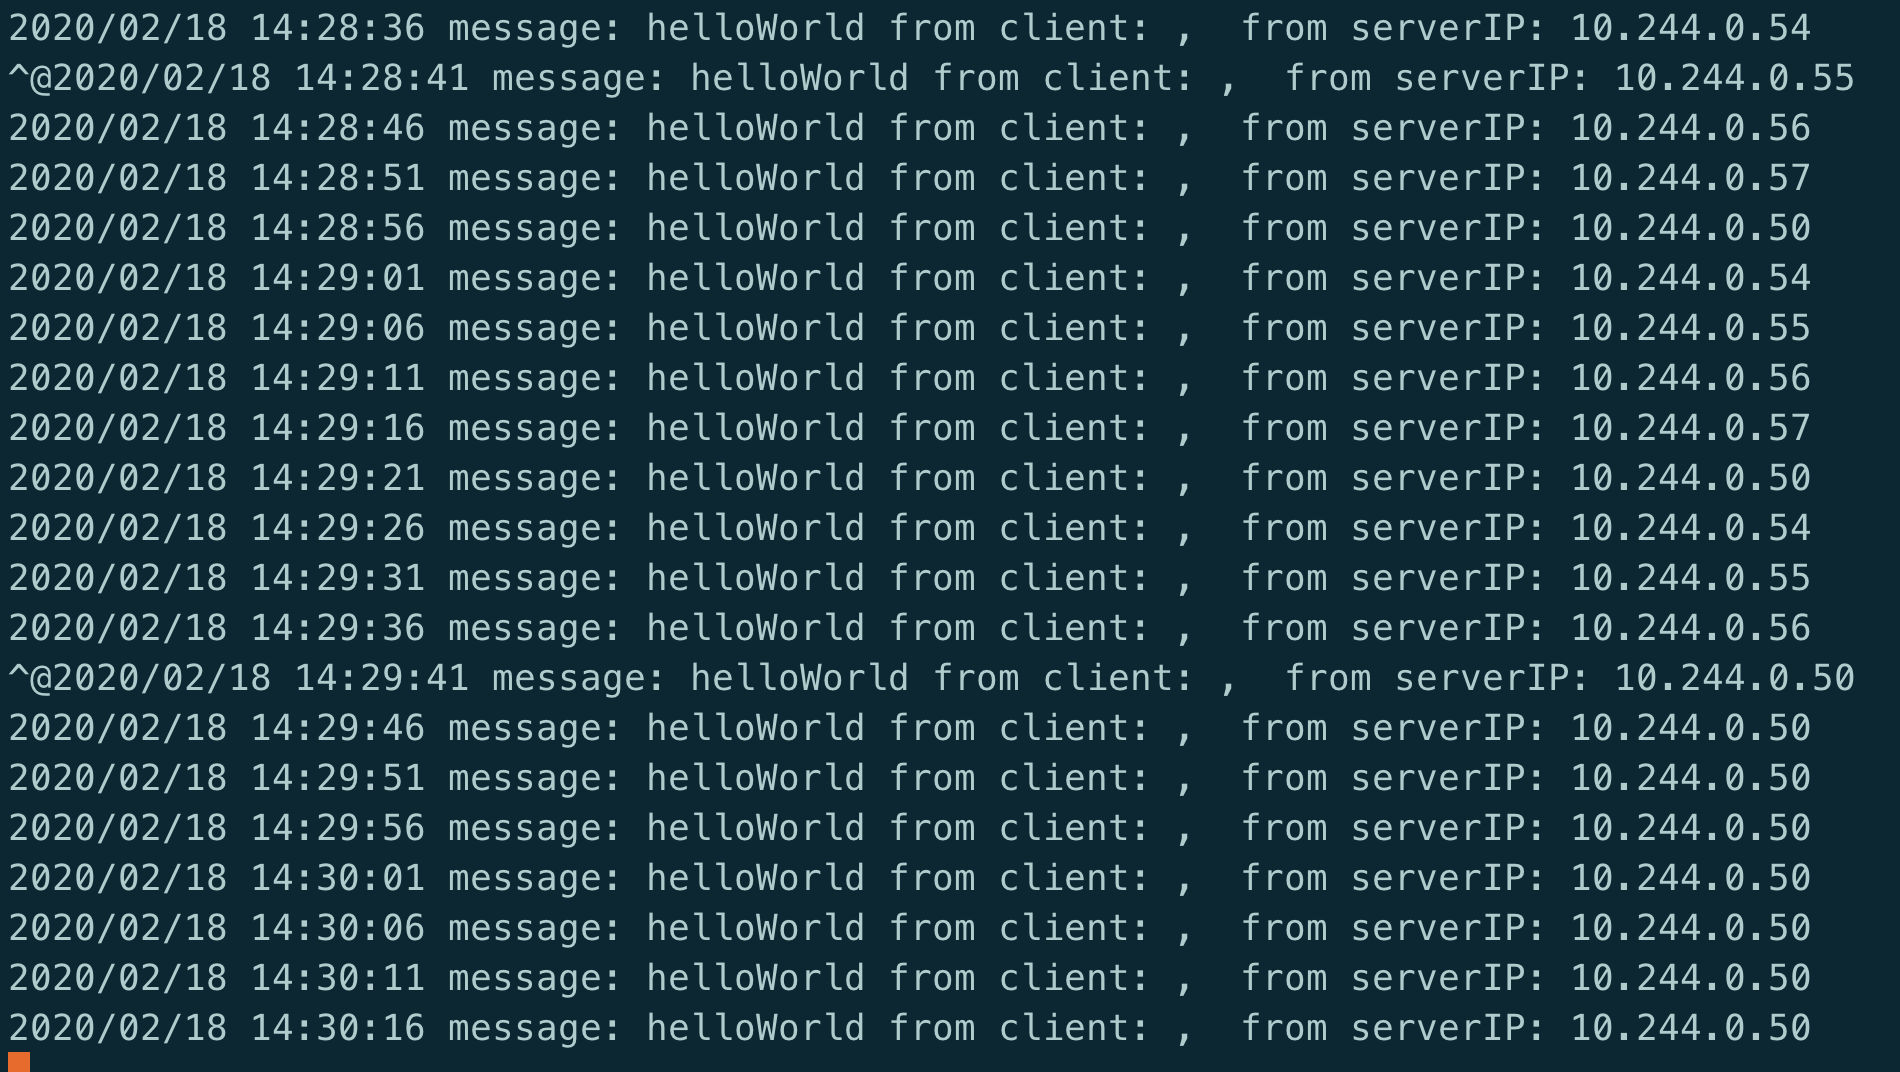 2020/02/18 14:28:36 message: helloWorld from client: ,  from serverIP: 10.244.0.54
^@2020/02/18 14:28:41 message: helloWorld from client: ,  from serverIP: 10.244.0.55
2020/02/18 14:28:46 message: helloWorld from client: ,  from serverIP: 10.244.0.56
2020/02/18 14:28:51 message: helloWorld from client: ,  from serverIP: 10.244.0.57
2020/02/18 14:28:56 message: helloWorld from client: ,  from serverIP: 10.244.0.50
2020/02/18 14:29:01 message: helloWorld from client: ,  from serverIP: 10.244.0.54
2020/02/18 14:29:06 message: helloWorld from client: ,  from serverIP: 10.244.0.55
2020/02/18 14:29:11 message: helloWorld from client: ,  from serverIP: 10.244.0.56
2020/02/18 14:29:16 message: helloWorld from client: ,  from serverIP: 10.244.0.57
2020/02/18 14:29:21 message: helloWorld from client: ,  from serverIP: 10.244.0.50
2020/02/18 14:29:26 message: helloWorld from client: ,  from serverIP: 10.244.0.54
2020/02/18 14:29:31 message: helloWorld from client: ,  from serverIP: 10.244.0.55
2020/02/18 14:29:36 message: helloWorld from client: ,  from serverIP: 10.244.0.56
^@2020/02/18 14:29:41 message: helloWorld from client: ,  from serverIP: 10.244.0.50
2020/02/18 14:29:46 message: helloWorld from client: ,  from serverIP: 10.244.0.50
2020/02/18 14:29:51 message: helloWorld from client: ,  from serverIP: 10.244.0.50
2020/02/18 14:29:56 message: helloWorld from client: ,  from serverIP: 10.244.0.50
2020/02/18 14:30:01 message: helloWorld from client: ,  from serverIP: 10.244.0.50
2020/02/18 14:30:06 message: helloWorld from client: ,  from serverIP: 10.244.0.50
2020/02/18 14:30:11 message: helloWorld from client: ,  from serverIP: 10.244.0.50
2020/02/18 14:30:16 message: helloWorld from client: ,  from serverIP: 10.244.0.50